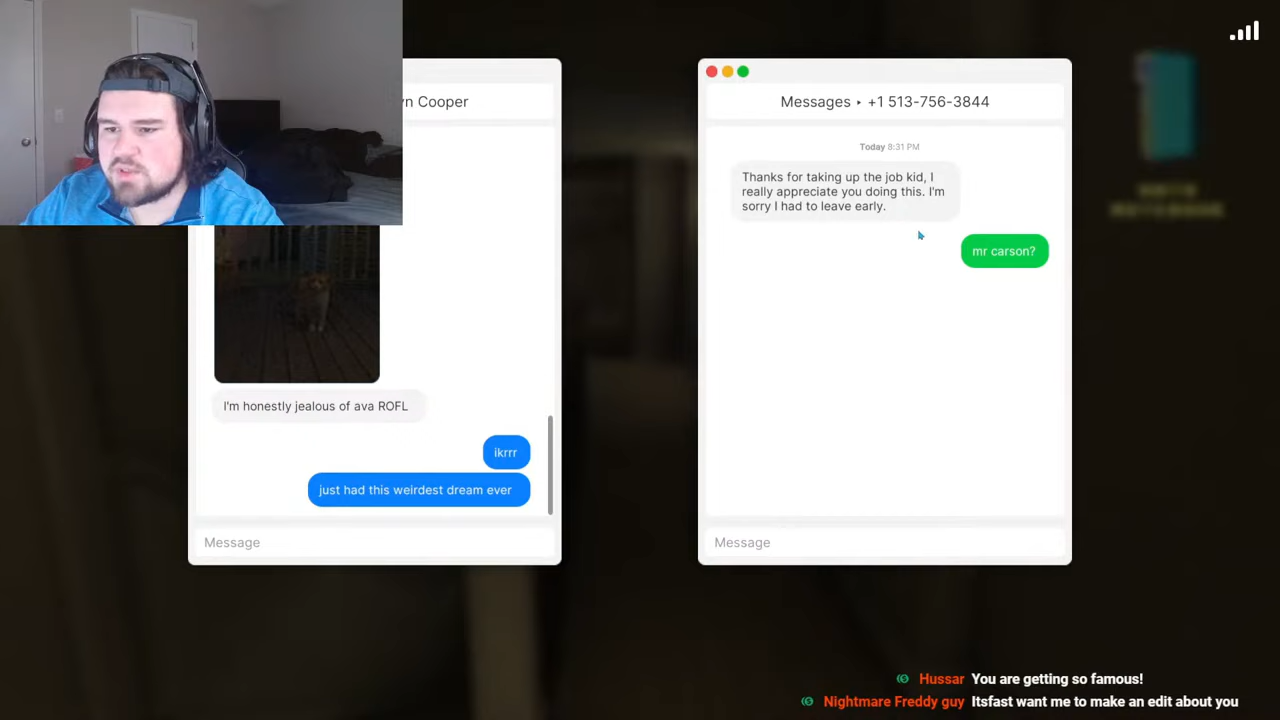 n Cooper
I'm honestly jealous of ava ROFL
ikrrr
just had this weirdest dream ever
Message
Messages ‣ +1 513-756-3844
Today 8:31 PM
Thanks for taking up the job kid, I
really appreciate you doing this. I'm
sorry I had to leave early.
mr carson?
Message
Hussar You are getting so famous!
Nightmare Freddy guy Itsfast want me to make an edit about you